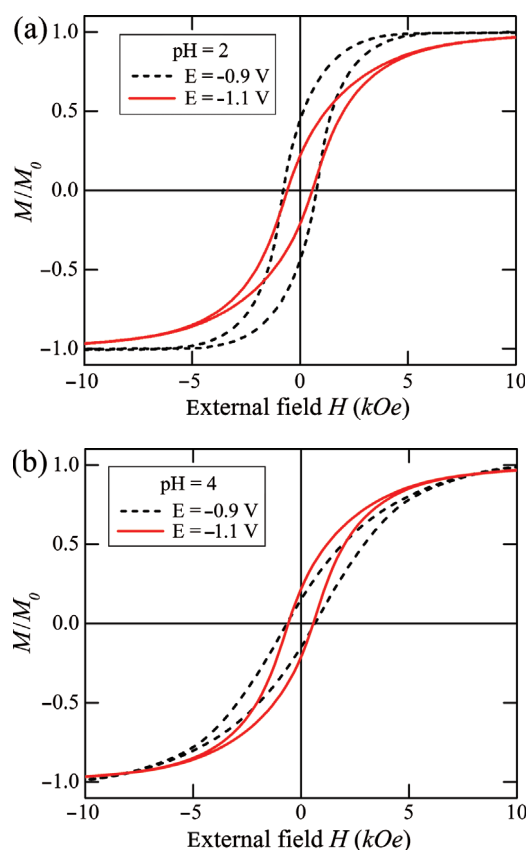 (a)
pH = 2
E = −0.9 V
E = −1.1 V
1.0
0.5
0.0
−0.5
−1.0
M/M0
−10
−5
0
5
10
External field H (kOe)
(b)
pH = 4
E = −0.9 V
E = −1.1 V
1.0
0.5
0.0
−0.5
−1.0
M/M0
−10
−5
0
5
10
External field H (kOe)